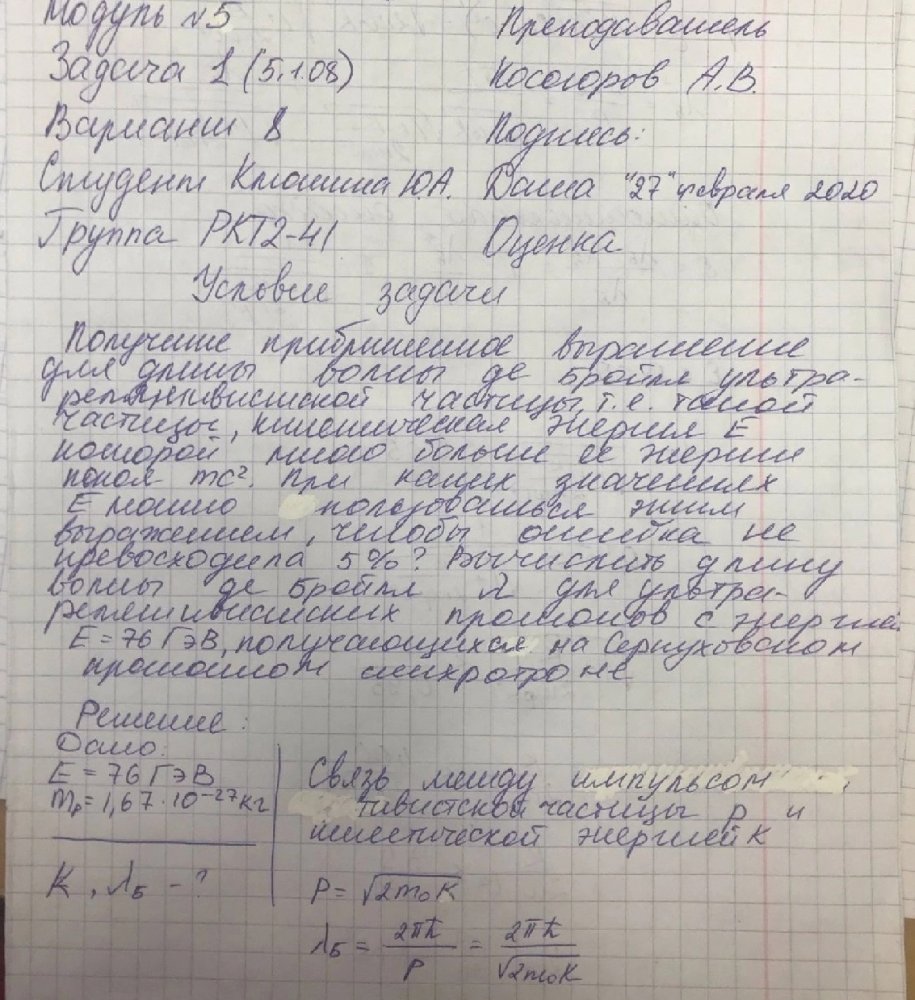 Модуль №5
Преподаватель
Задача 1 (5.1.08)
Косогоров А.В.
Вариант 8
Подпись:
Студент Ю.А.
Дата "27" февраля 2020
Группа РКТ2-41
Оценка
Условие задачи
Получите приближенное выражение
для длины волны де Бройля ультра-
релятивистской частицы, т.е. такой
частицы, кинетическая энергия E
которой много больше ее энергии
покоя mc². При каких значениях
E можно пользоваться этим
выражением, чтобы ошибка не
превосходила 5%? Вычислить длину
волны де Бройля λ для ультра-
релятивистских протонов с энергией
E = 76 ГэВ, получающихся на Серпуховском
протонном синхротроне
Решение:
Дано:
E = 76 ГэВ
mₚ = 1,67·10⁻²⁷ кг
K, λБ - ?
Связь между импульсом
тивистской частицы p и
кинетической энергией K
P = √2m₀K
λБ = 2πħ/P = 2πħ/√2m₀K